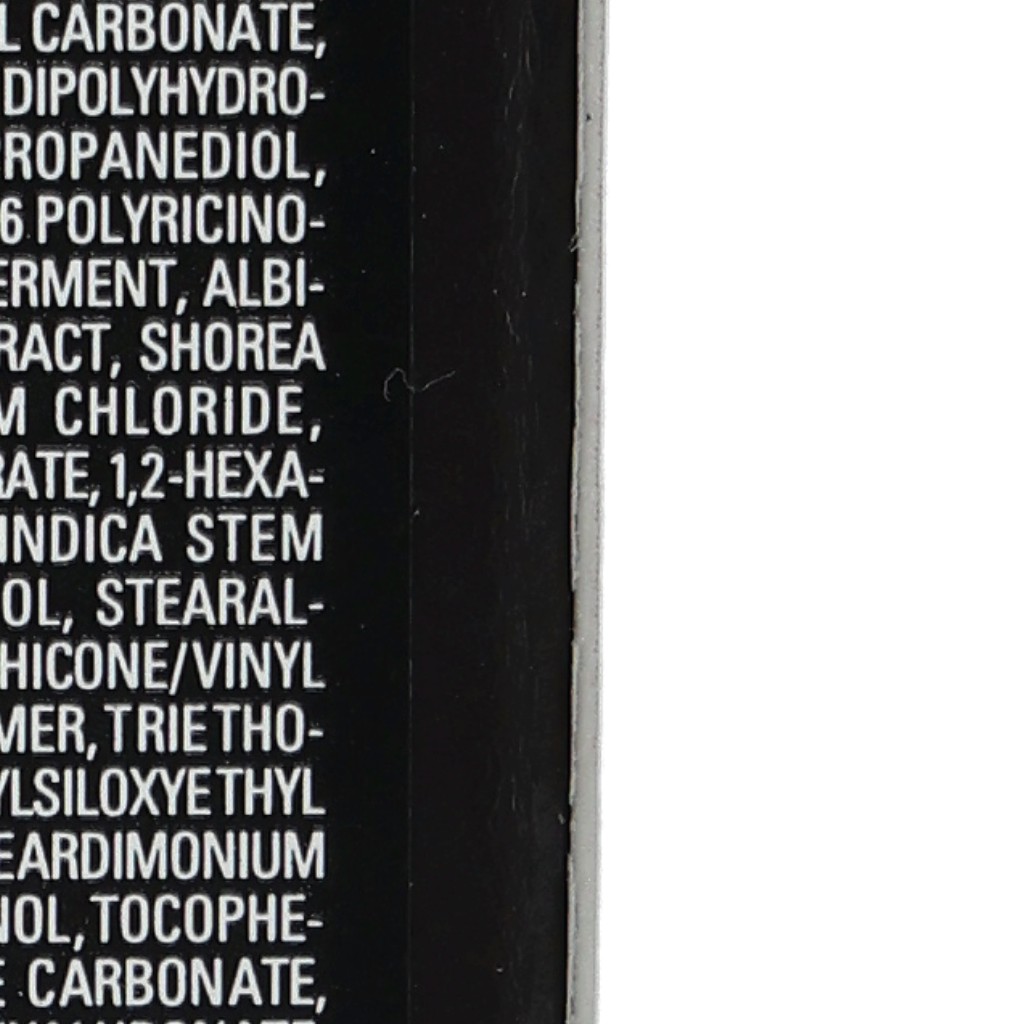 L CARBONATE,
DIPOLYHYDRO-
ROPANEDIOL,
6 POLYRICINO-
ERMENT, ALBI-
RACT, SHOREA
M CHLORIDE,
RATE, 1,2-HEXA-
INDICA STEM
OL, STEARAL-
HICONE/VINYL
MER, TRIETHO-
YLSILOXYETHYL
EARDIMONIUM
NOL, TOCOPHE-
E CARBONATE,